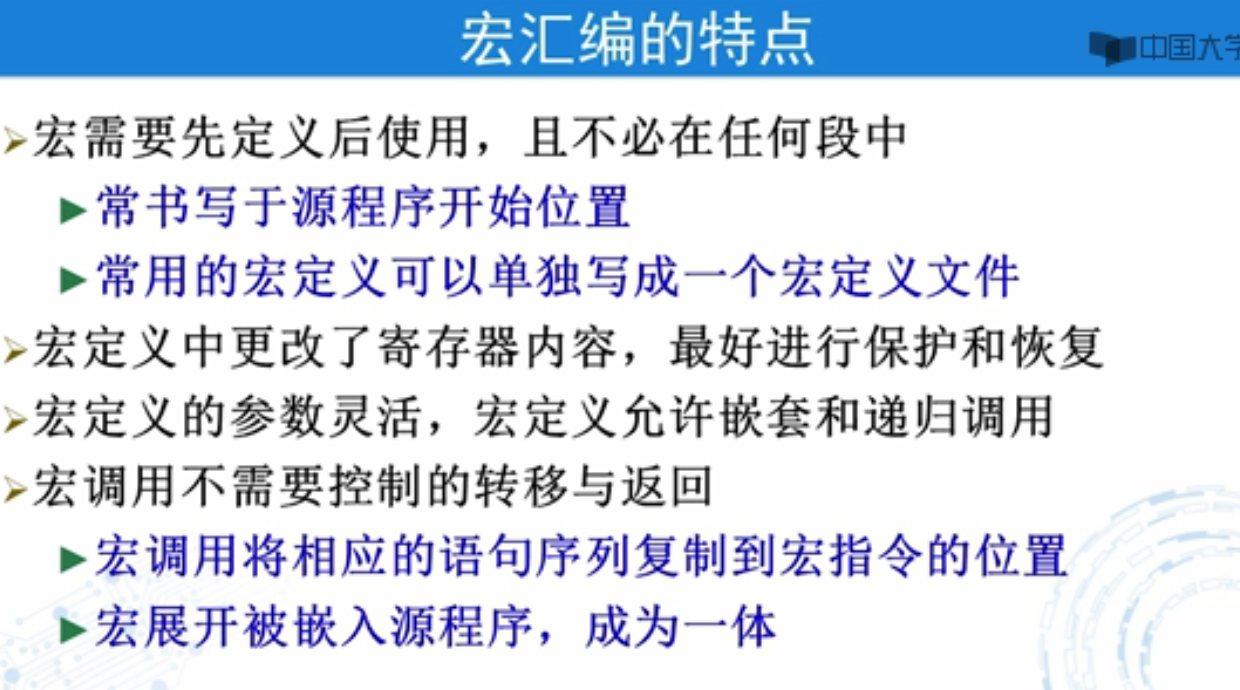 宏汇编的特点
中国大学
宏需要先定义后使用，且不必在任何段中
常书写于源程序开始位置
常用的宏定义可以单独写成一个宏定义文件
宏定义中更改了寄存器内容，最好进行保护和恢复
宏定义的参数灵活，宏定义允许嵌套和递归调用
宏调用不需要控制的转移与返回
宏调用将相应的语句序列复制到宏指令的位置
宏展开被嵌入源程序，成为一体